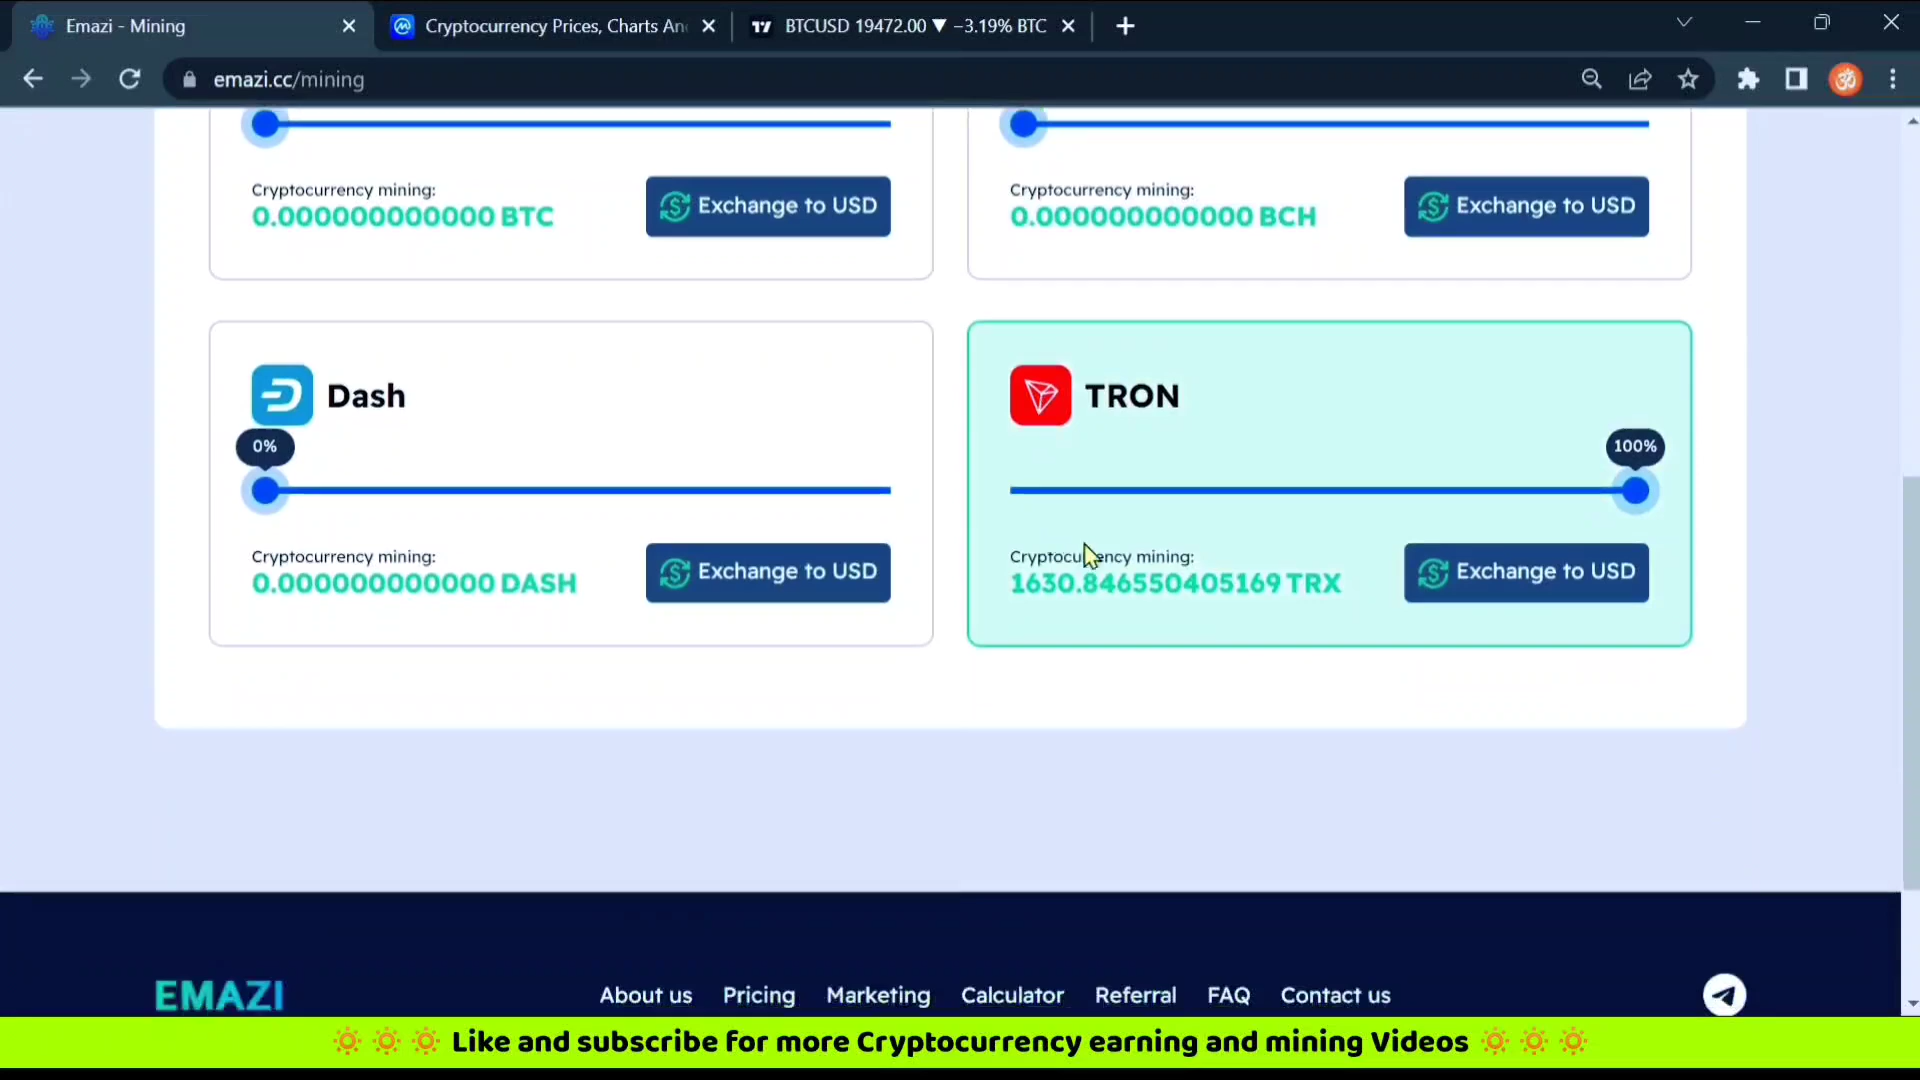 Emazi - Mining
Cryptocurrency Prices, Charts An
BTCUSD 19472.00 ▼ −3.19% BTC
emazi.cc/mining
Cryptocurrency mining:
0.000000000000 BTC
Exchange to USD
Cryptocurrency mining:
0.000000000000 BCH
Exchange to USD
Dash
0%
Cryptocurrency mining:
0.000000000000 DASH
Exchange to USD
TRON
100%
Cryptocurrency mining:
1630.846550405169 TRX
Exchange to USD
EMAZI
About us
Pricing
Marketing
Calculator
Referral
FAQ
Contact us
🔅 🔅 🔅 Like and subscribe for more Cryptocurrency earning and mining Videos 🔅 🔅 🔅